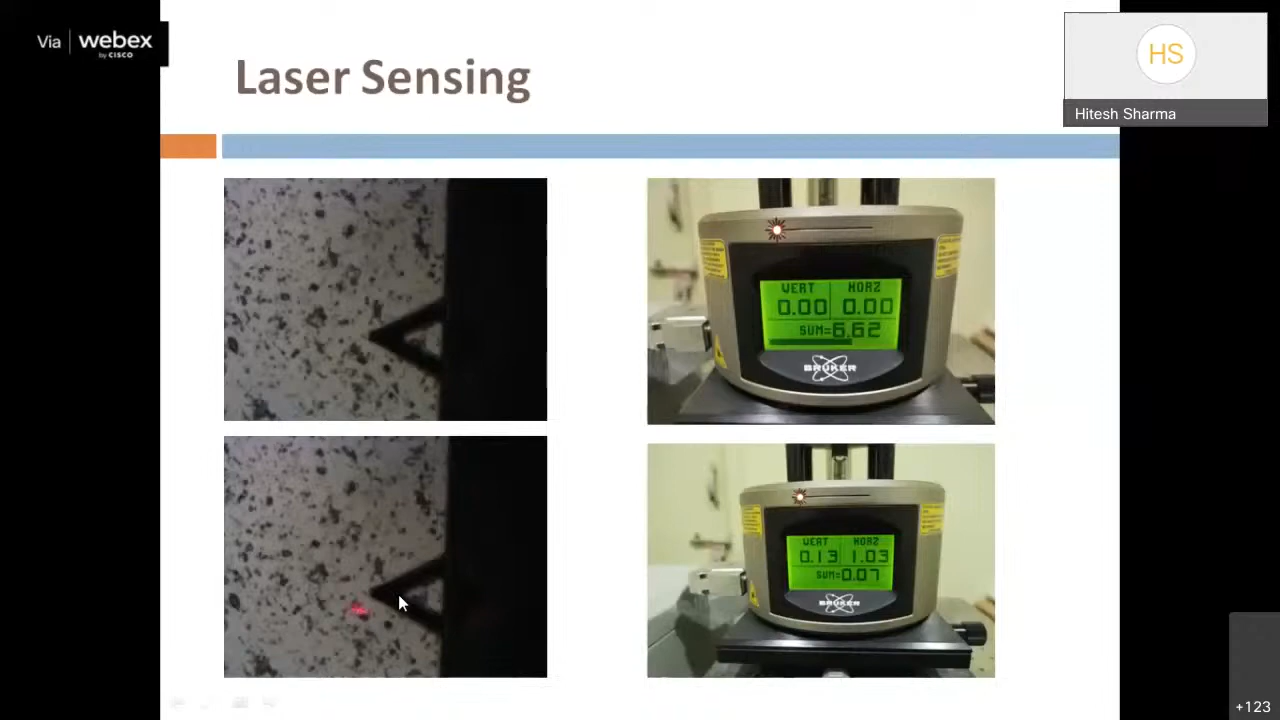 Via webex
by CISCO
Laser Sensing
HS
Hitesh Sharma
VERT HORZ
0.00 0.00
SUM=6.62
BRUKER
VERT HORZ
0.13 1.03
SUM=0.07
BRUKER
+123